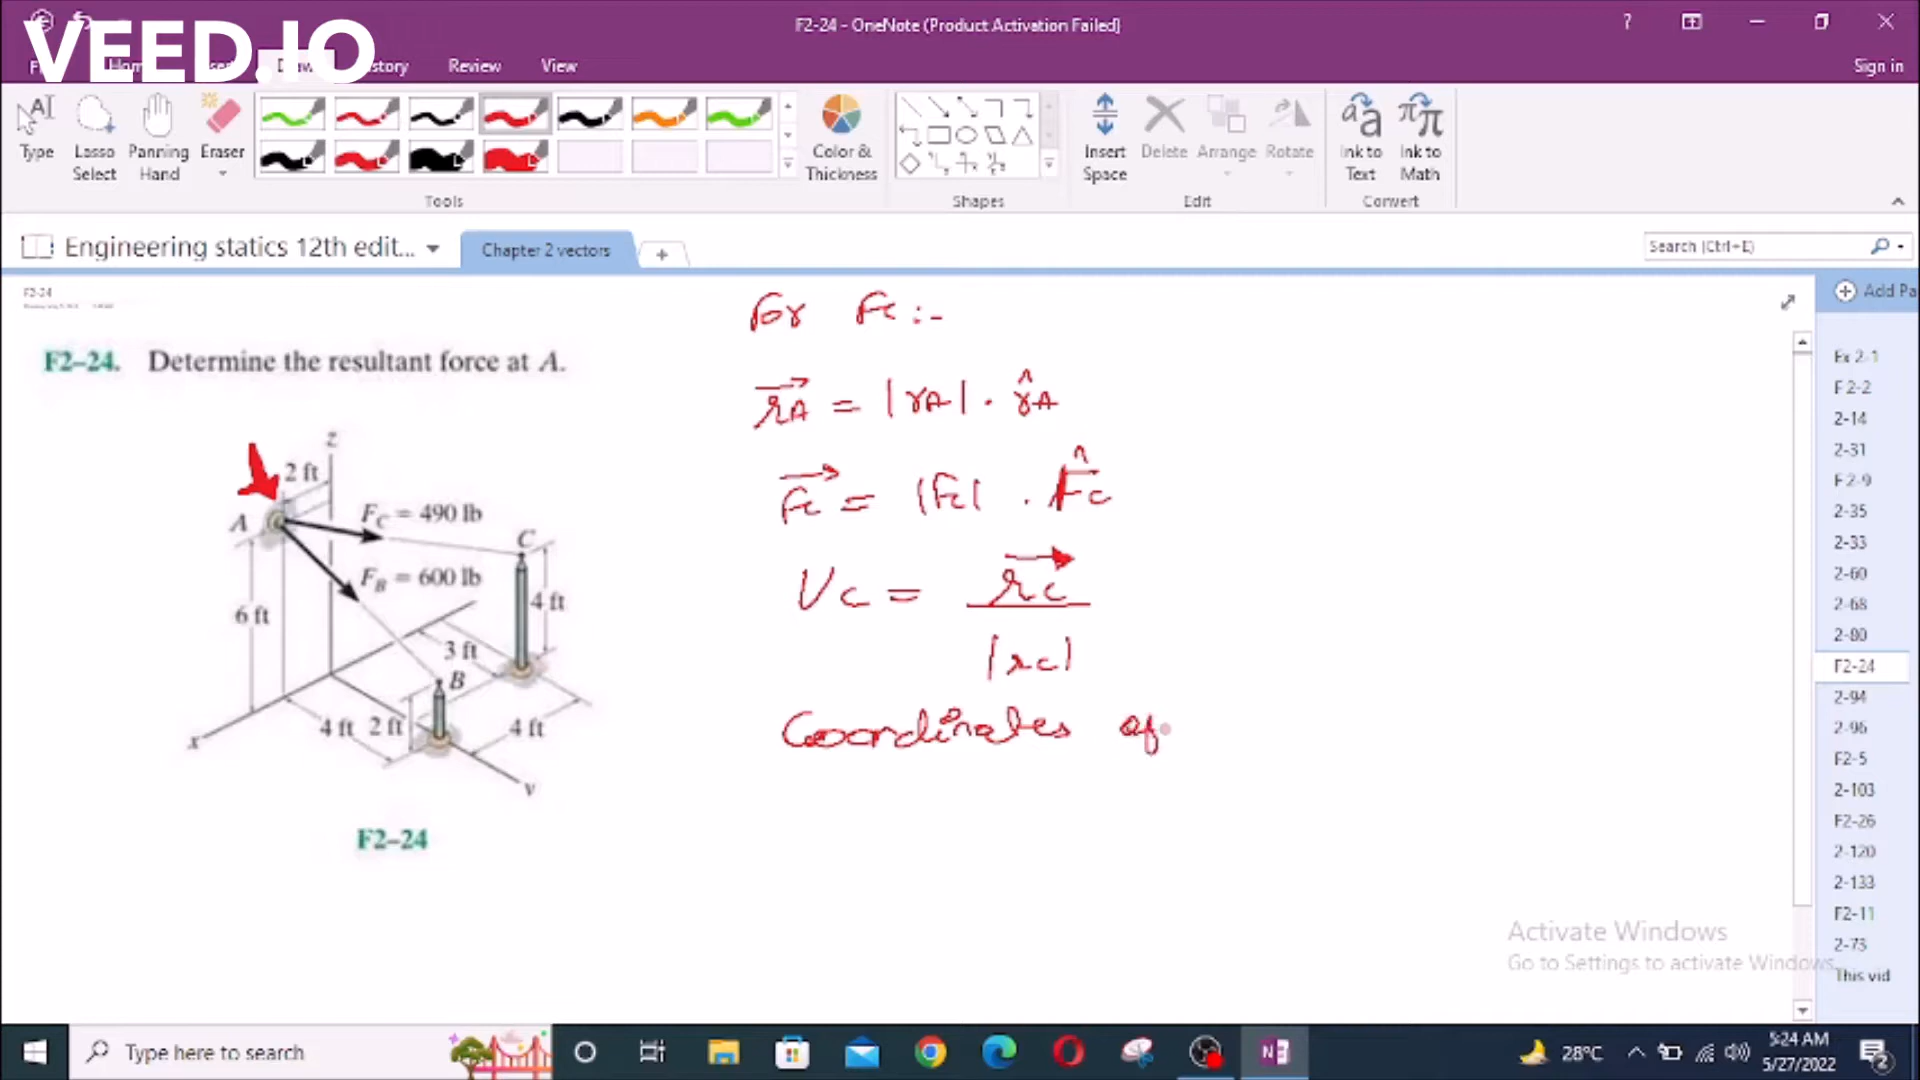 VEED.IO
F2-24 - OneNote (Product Activation Failed)
?
Review
View
Sign in
Type
Lasso Select
Panning Hand
Eraser
Color & Thickness
Insert Space
Delete
Arrange
Rotate
Ink to Text
Ink to Math
Tools
Shapes
Edit
Convert
Engineering statics 12th edit...
Chapter 2 vectors
Search (Ctrl+E)
F2-24
Add Pa
F2–24. Determine the resultant force at A.
z
2 ft
A
FC = 490 lb
C
FB = 600 lb
4 ft
6 ft
3 ft
B
4 ft
2 ft
4 ft
x
y
F2–24
For Fc :-
rA = |rA| . r̂A
Fc = |Fc| . F̂c
Uc = rc
|rc|
Coordinates of
Ex 2-1
F 2-2
2-14
2-31
F 2-9
2-35
2-33
2-60
2-68
2-80
F2-24
2-94
2-96
F2-5
2-103
F2-26
2-120
2-133
F2-11
2-73
This vid
Activate Windows
Go to Settings to activate Windows.
Type here to search
28°C
5:24 AM
5/27/2022
2